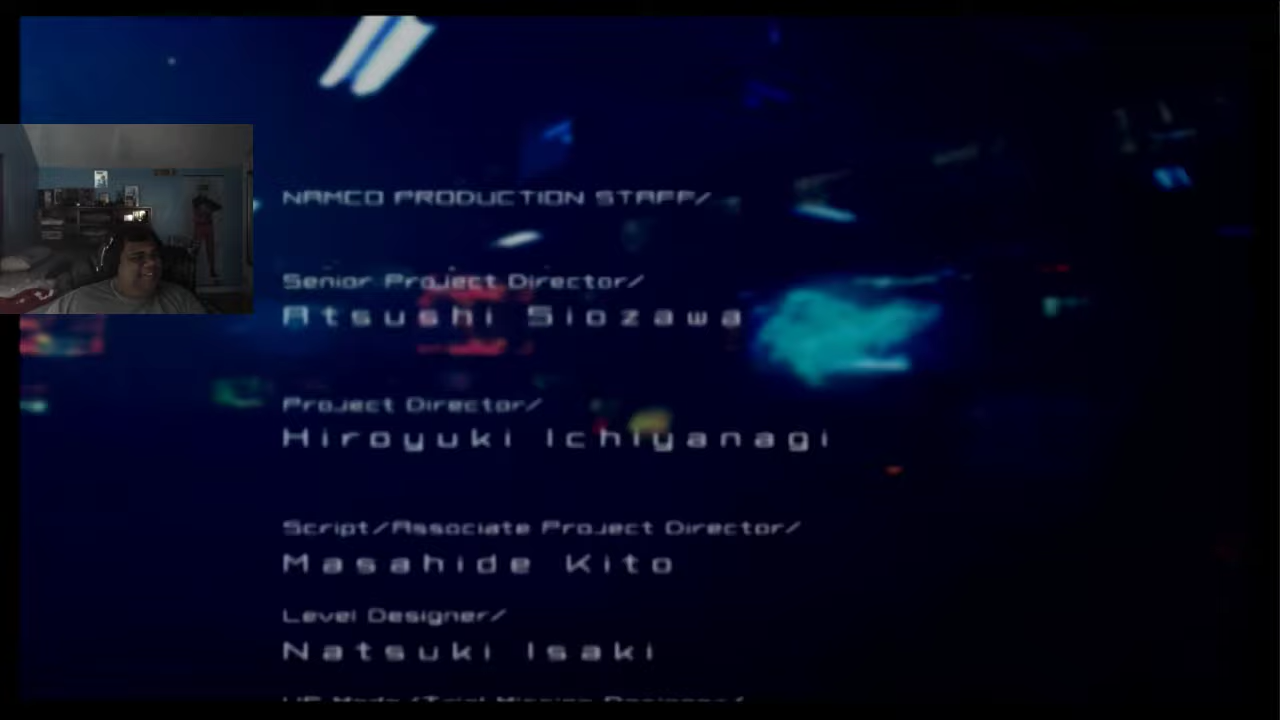 NAMCO PRODUCTION STAFF/
Senior Project Director/
Atsushi Siozawa
Project Director/
Hiroyuki Ichiyanagi
Script/Associate Project Director/
Masahide Kito
Level Designer/
Natsuki Isaki